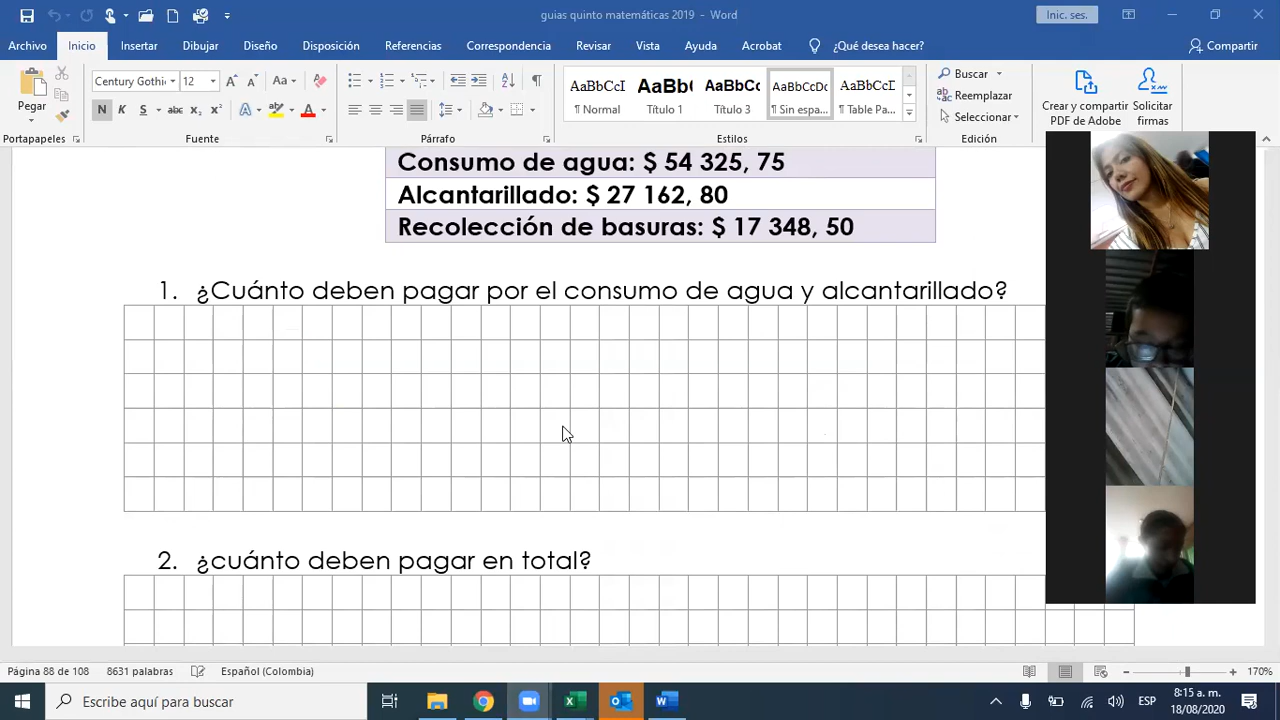 guias quinto matemáticas 2019 - Word
Inic. ses.
Archivo Inicio Insertar Dibujar Diseño Disposición Referencias Correspondencia Revisar Vista Ayuda Acrobat ¿Qué desea hacer? Compartir
Pegar
Portapapeles
Century Gothic 12
Fuente
Párrafo
AaBbCcI AaBb( AaBbCc AaBbCcDc AaBbCcI
¶ Normal Título 1 Título 3 ¶ Sin espa... ¶ Table Pa...
Estilos
Buscar
Reemplazar
Seleccionar
Edición
Crear y compartir PDF de Adobe
Solicitar firmas
Consumo de agua: $ 54 325, 75
Alcantarillado: $ 27 162, 80
Recolección de basuras: $ 17 348, 50
1. ¿Cuánto deben pagar por el consumo de agua y alcantarillado?
2. ¿cuánto deben pagar en total?
Página 88 de 108 8631 palabras Español (Colombia) 170%
Escribe aquí para buscar
ESP
8:15 a. m.
18/08/2020